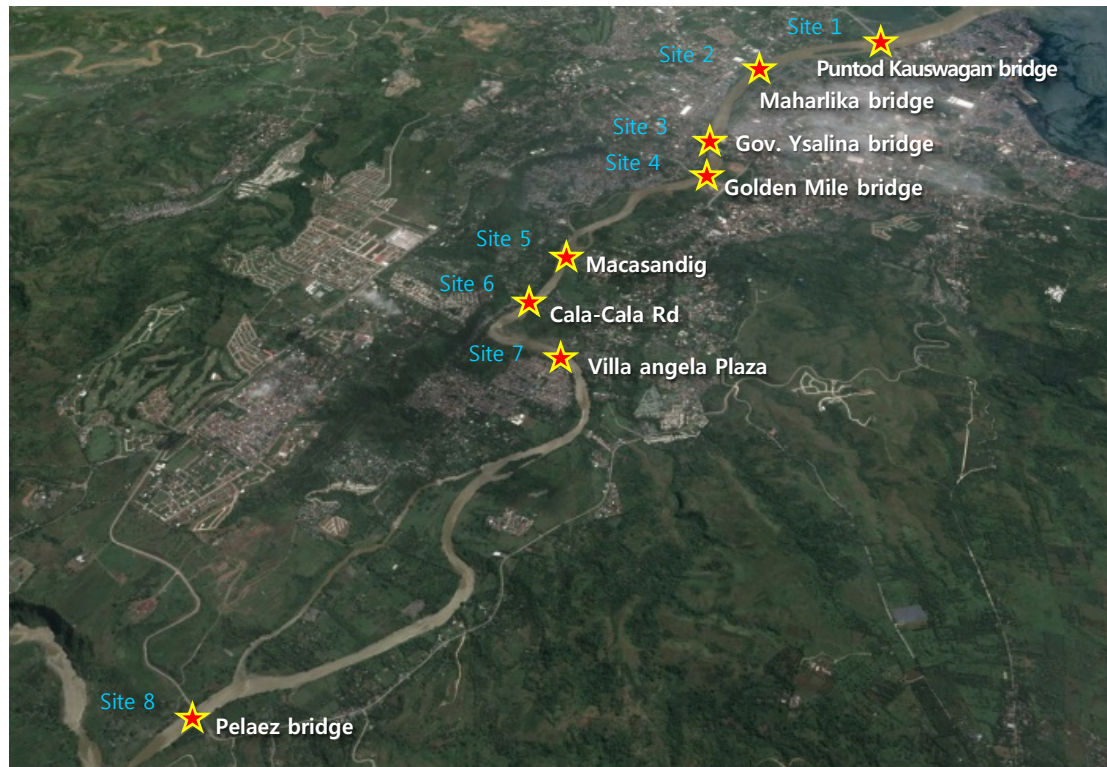 Site 1
Puntod Kauswagan bridge
Site 2
Maharlika bridge
Site 3
Gov. Ysalina bridge
Site 4
Golden Mile bridge
Site 5
Macasandig
Site 6
Cala-Cala Rd
Site 7
Villa angela Plaza
Site 8
Pelaez bridge